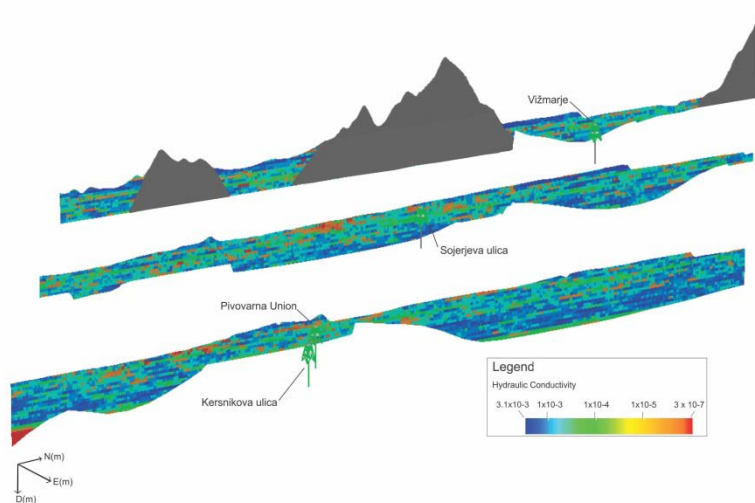 Vižmarje
Sojerjeva ulica
Pivovarna Union
Kersnikova ulica
Legend
Hydraulic Conductivity
3.1x10-3 1x10-3 1x10-4 1x10-5 3 x 10-7
N(m)
E(m)
D(m)